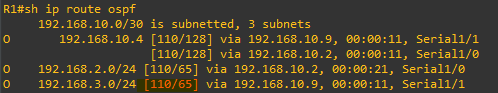 R1#sh ip route ospf
192.168.10.0/30 is subnetted, 3 subnets
O 192.168.10.4 [110/128] via 192.168.10.9, 00:00:11, Serial1/1
[110/128] via 192.168.10.2, 00:00:11, Serial1/0
O 192.168.2.0/24 [110/65] via 192.168.10.2, 00:00:21, Serial1/0
O 192.168.3.0/24 [110/65] via 192.168.10.9, 00:00:11, Serial1/1